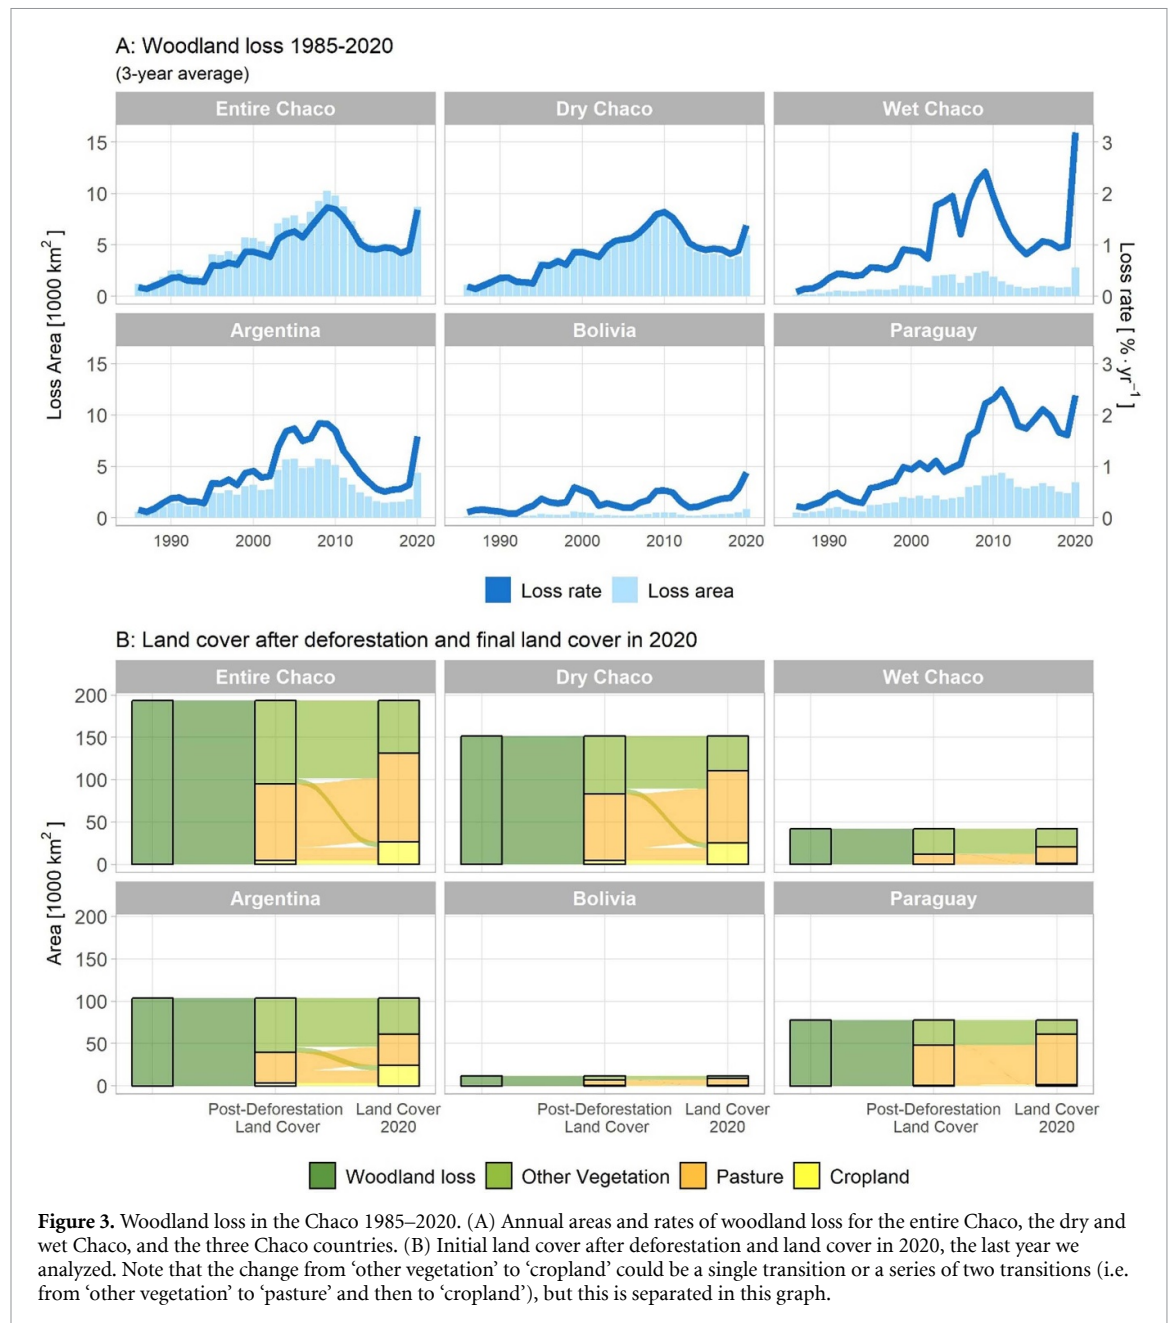 A: Woodland loss 1985-2020
(3-year average)
Entire Chaco
Dry Chaco
Wet Chaco
15
10
5
0
3
2
1
0
Argentina
Bolivia
Paraguay
15
10
5
0
3
2
1
0
Loss Area [1000 km²]
Loss rate [ % · yr⁻¹ ]
1990 2000 2010 2020
1990 2000 2010 2020
1990 2000 2010 2020
Loss rate Loss area
B: Land cover after deforestation and final land cover in 2020
Entire Chaco
Dry Chaco
Wet Chaco
200
150
100
50
0
Argentina
Bolivia
Paraguay
200
150
100
50
0
Area [1000 km² ]
Post-Deforestation Land Cover
Land Cover 2020
Post-Deforestation Land Cover
Land Cover 2020
Post-Deforestation Land Cover
Land Cover 2020
Woodland loss Other Vegetation Pasture Cropland
Figure 3. Woodland loss in the Chaco 1985–2020. (A) Annual areas and rates of woodland loss for the entire Chaco, the dry and
wet Chaco, and the three Chaco countries. (B) Initial land cover after deforestation and land cover in 2020, the last year we
analyzed. Note that the change from ‘other vegetation’ to ‘cropland’ could be a single transition or a series of two transitions (i.e.
from ‘other vegetation’ to ‘pasture’ and then to ‘cropland’), but this is separated in this graph.